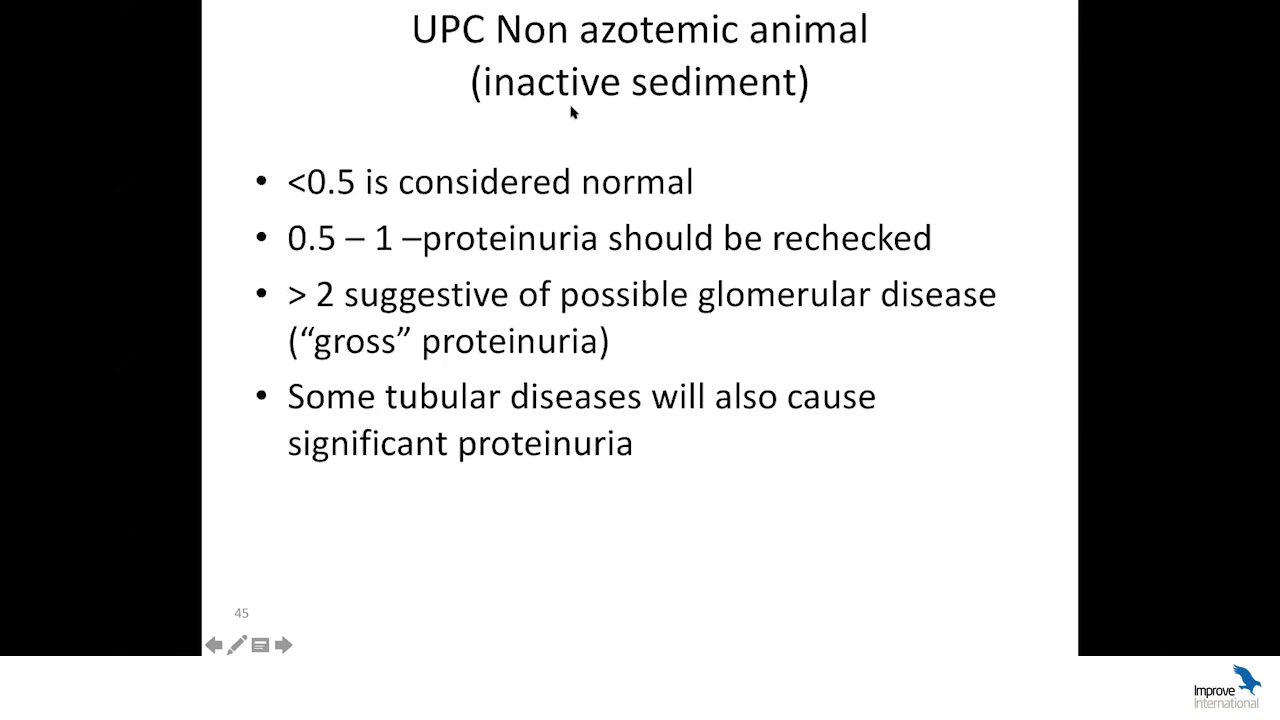 UPC Non azotemic animal
(inactive sediment)
• <0.5 is considered normal
• 0.5 – 1 –proteinuria should be rechecked
• > 2 suggestive of possible glomerular disease
(“gross” proteinuria)
• Some tubular diseases will also cause
significant proteinuria
45
Improve
International